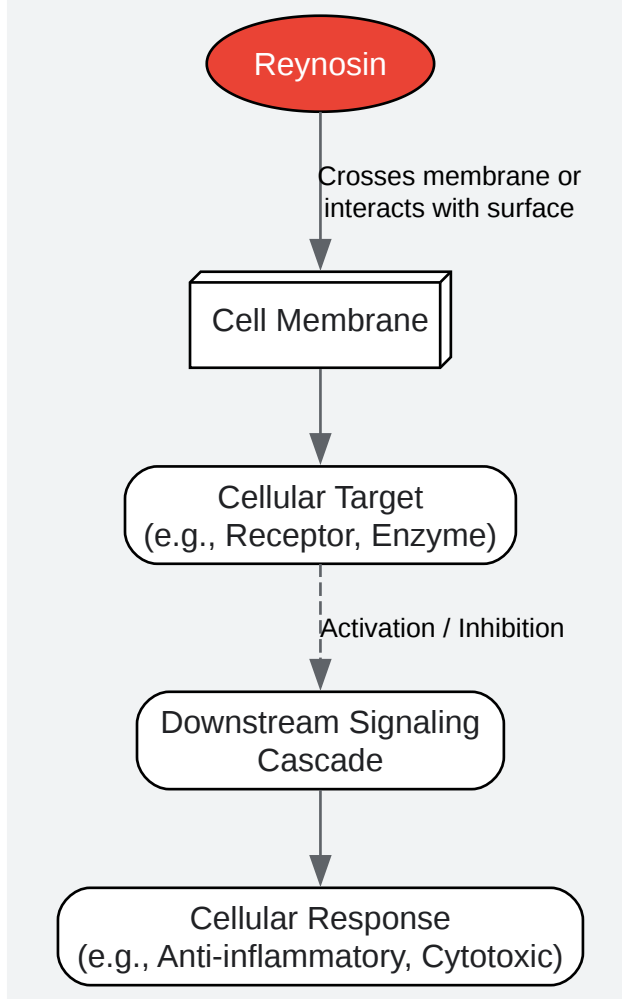 Reynosin
Crosses membrane or
interacts with surface
Cell Membrane
Cellular Target
(e.g., Receptor, Enzyme)
Activation / Inhibition
Downstream Signaling
Cascade
Cellular Response
(e.g., Anti-inflammatory, Cytotoxic)